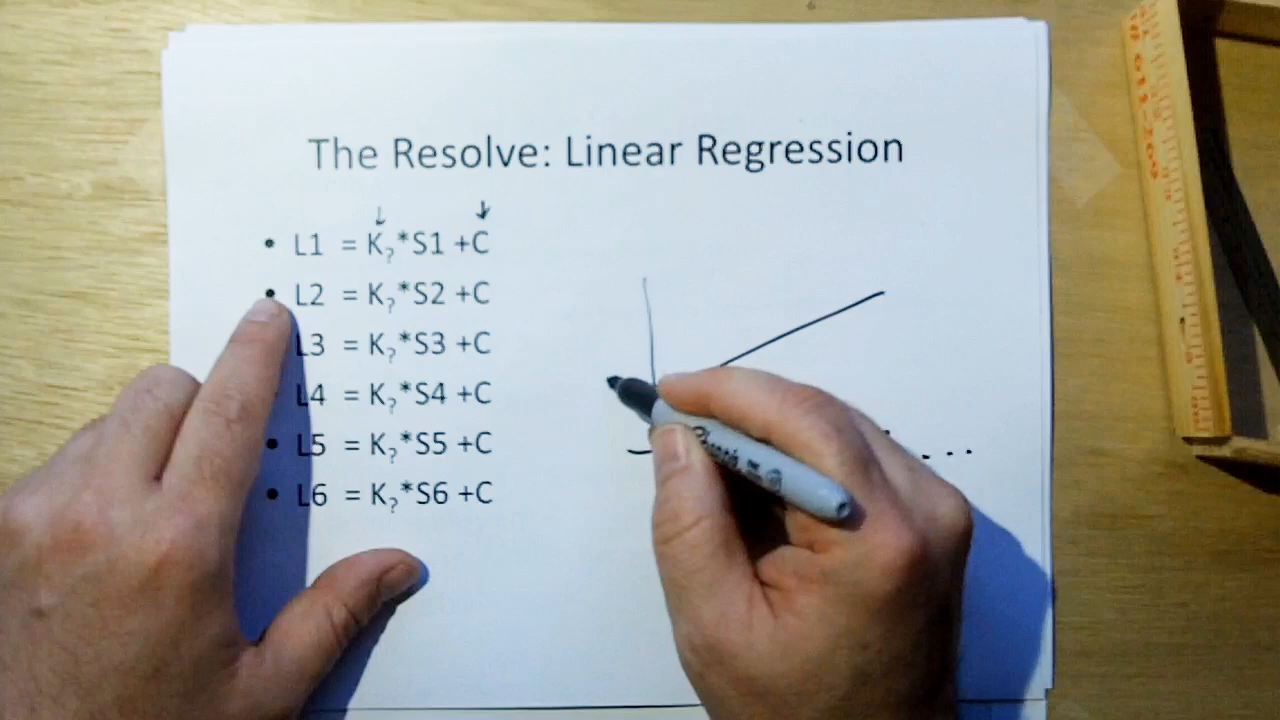 The Resolve: Linear Regression
• L1 = K?*S1 +C
• L2 = K?*S2 +C
L3 = K?*S3 +C
L4 = K?*S4 +C
• L5 = K?*S5 +C
• L6 = K?*S6 +C